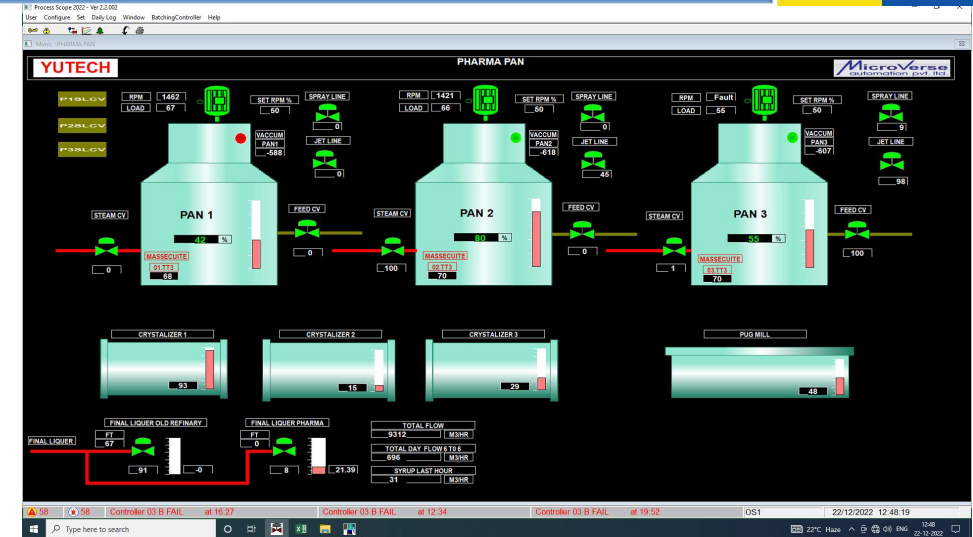 Process Scope 2022 - Ver 2.2.002
User Configure Set Daily Log Window BatchingController Help
Mimic - PHARMA PAN
YUTECH
PHARMA PAN
MicroVerse
automation pvt. ltd.
P1SLCV
P2SLCV
P3SLCV
RPM 1462
LOAD 67
SET RPM %
50
SPRAY LINE
0
VACCUM
PAN1
-588
JET LINE
0
STEAM CV
0
PAN 1
42 %
MASSECUITE
01.TT3
68
FEED CV
0
RPM 1421
LOAD 66
SET RPM %
50
SPRAY LINE
0
VACCUM
PAN2
-618
JET LINE
45
STEAM CV
100
PAN 2
80 %
MASSECUITE
02.TT3
70
FEED CV
0
RPM Fault
LOAD 55
SET RPM %
50
SPRAY LINE
9
VACCUM
PAN3
-607
JET LINE
98
STEAM CV
1
PAN 3
55 %
MASSECUITE
03.TT3
70
FEED CV
100
CRYSTALIZER 1
93
CRYSTALIZER 2
15
CRYSTALIZER 3
29
PUG MILL
48
FINAL LIQUER
FINAL LIQUER OLD REFINARY
FT
67
91
-0
FINAL LIQUER PHARMA
FT
0
8
21.39
TOTAL FLOW
9312 M3/HR
TOTAL DAY FLOW 6 TO 6
696 M3/HR
SYRUP LAST HOUR
31 M3/HR
58 58 Controller 03 B FAIL at 16:27 Controller 03 B FAIL at 12:34 Controller 03 B FAIL at 19:52 OS1 22/12/2022 12:48:19
Type here to search
22°C Haze ENG
12:48
22-12-2022